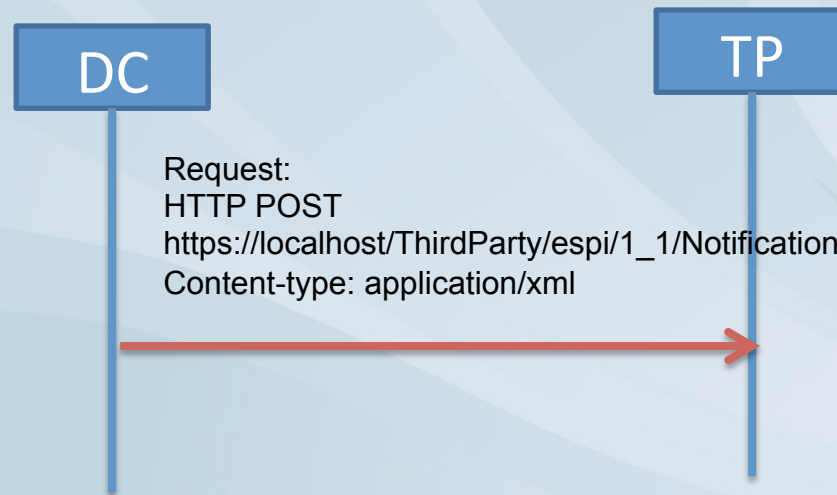 DC
TP
Request:
HTTP POST
https://localhost/ThirdParty/espi/1_1/Notification
Content-type: application/xml